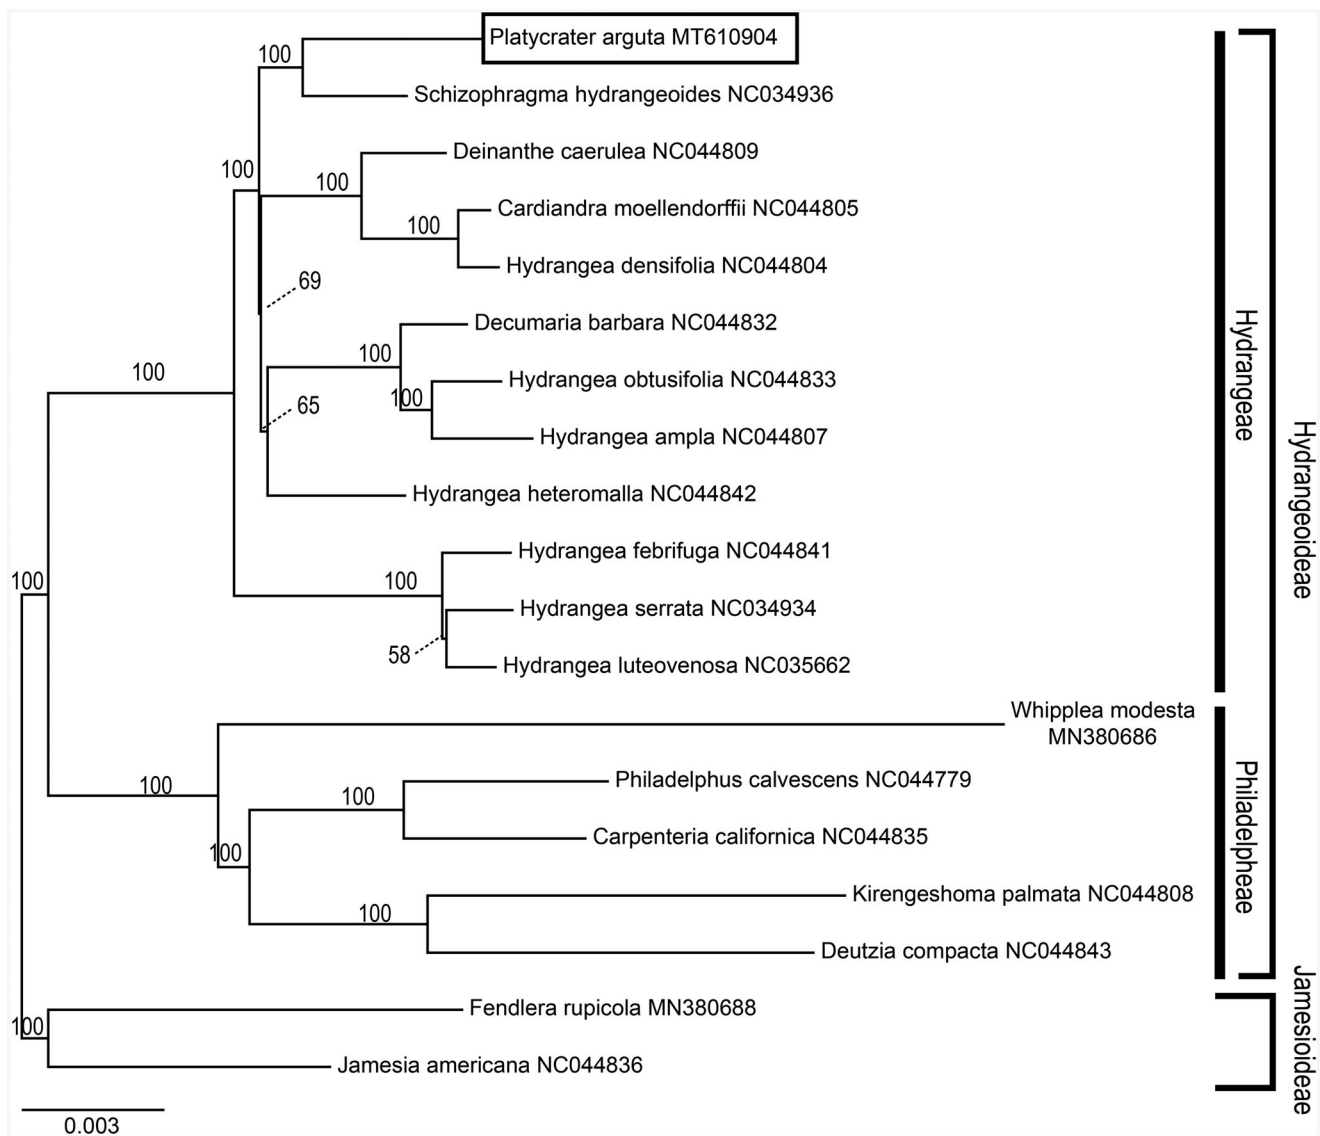 100
Platycrater arguta MT610904
Schizophragma hydrangeoides NC034936
100
Deinanthe caerulea NC044809
100
Cardiandra moellendorffii NC044805
100
Hydrangea densifolia NC044804
69
Decumaria barbara NC044832
100
Hydrangea obtusifolia NC044833
100
100
65
Hydrangea ampla NC044807
Hydrangea heteromalla NC044842
Hydrangea febrifuga NC044841
100
100
Hydrangea serrata NC034934
58
Hydrangea luteovenosa NC035662
Whipplea modesta
MN380686
100
Philadelphus calvescens NC044779
100
Carpenteria californica NC044835
100
Kirengeshoma palmata NC044808
100
Deutzia compacta NC044843
Fendlera rupicola MN380688
100
Jamesia americana NC044836
0.003
Hydrangeae
Philadelpheae
Hydrangeoideae
Jamesioideae